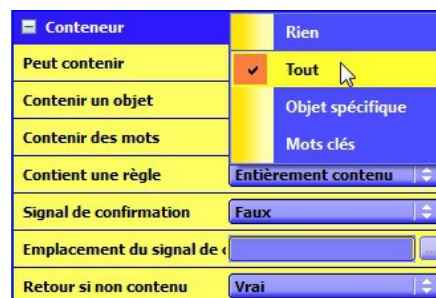 Conteneur
Rien
Peut contenir
Tout
Contenir un objet
Objet spécifique
Contenir des mots
Mots clés
Contient une règle
Entièrement contenu
Signal de confirmation
Faux
Emplacement du signal de
Retour si non contenu
Vrai